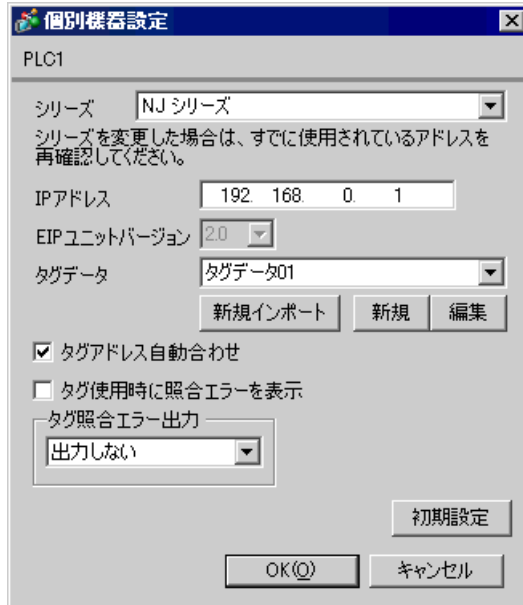 個別機器設定
PLC1
シリーズ NJ シリーズ
シリーズを変更した場合は、すでに使用されているアドレスを
再確認してください。
IPアドレス 192. 168. 0. 1
EIPユニットバージョン 2.0
タグデータ タグデータ01
新規インポート 新規 編集
タグアドレス自動合わせ
タグ使用時に照合エラーを表示
タグ照合エラー出力
出力しない
初期設定
OK(O) キャンセル